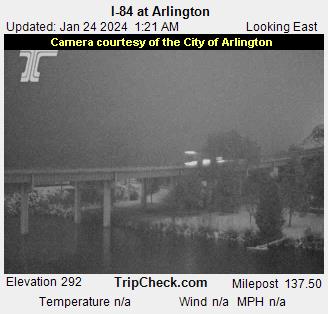 I-84 at Arlington
Updated: Jan 24 2024 1:21 AM Looking East
Camera courtesy of the City of Arlington
Elevation 292 TripCheck.com Milepost 137.50
Temperature n/a Wind n/a MPH n/a